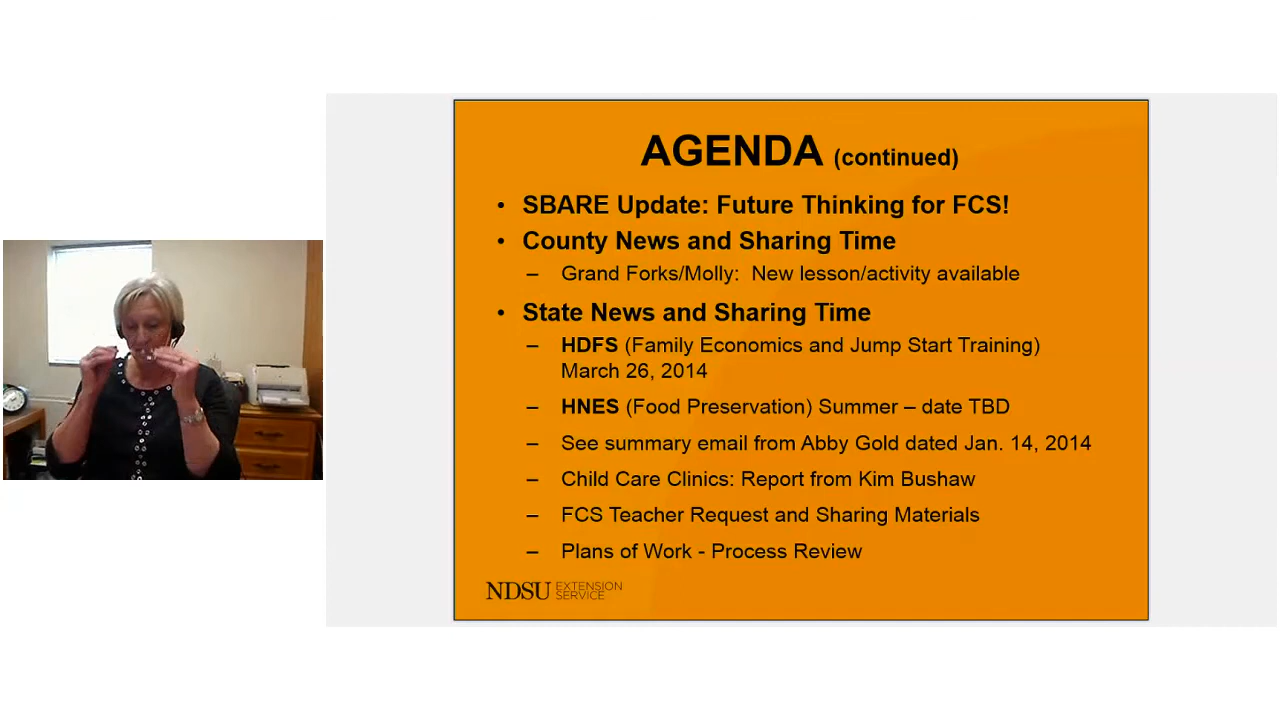 AGENDA (continued)
• SBARE Update: Future Thinking for FCS!
• County News and Sharing Time
– Grand Forks/Molly: New lesson/activity available
• State News and Sharing Time
– HDFS (Family Economics and Jump Start Training)
March 26, 2014
– HNES (Food Preservation) Summer – date TBD
– See summary email from Abby Gold dated Jan. 14, 2014
– Child Care Clinics: Report from Kim Bushaw
– FCS Teacher Request and Sharing Materials
– Plans of Work - Process Review
NDSU EXTENSION
SERVICE